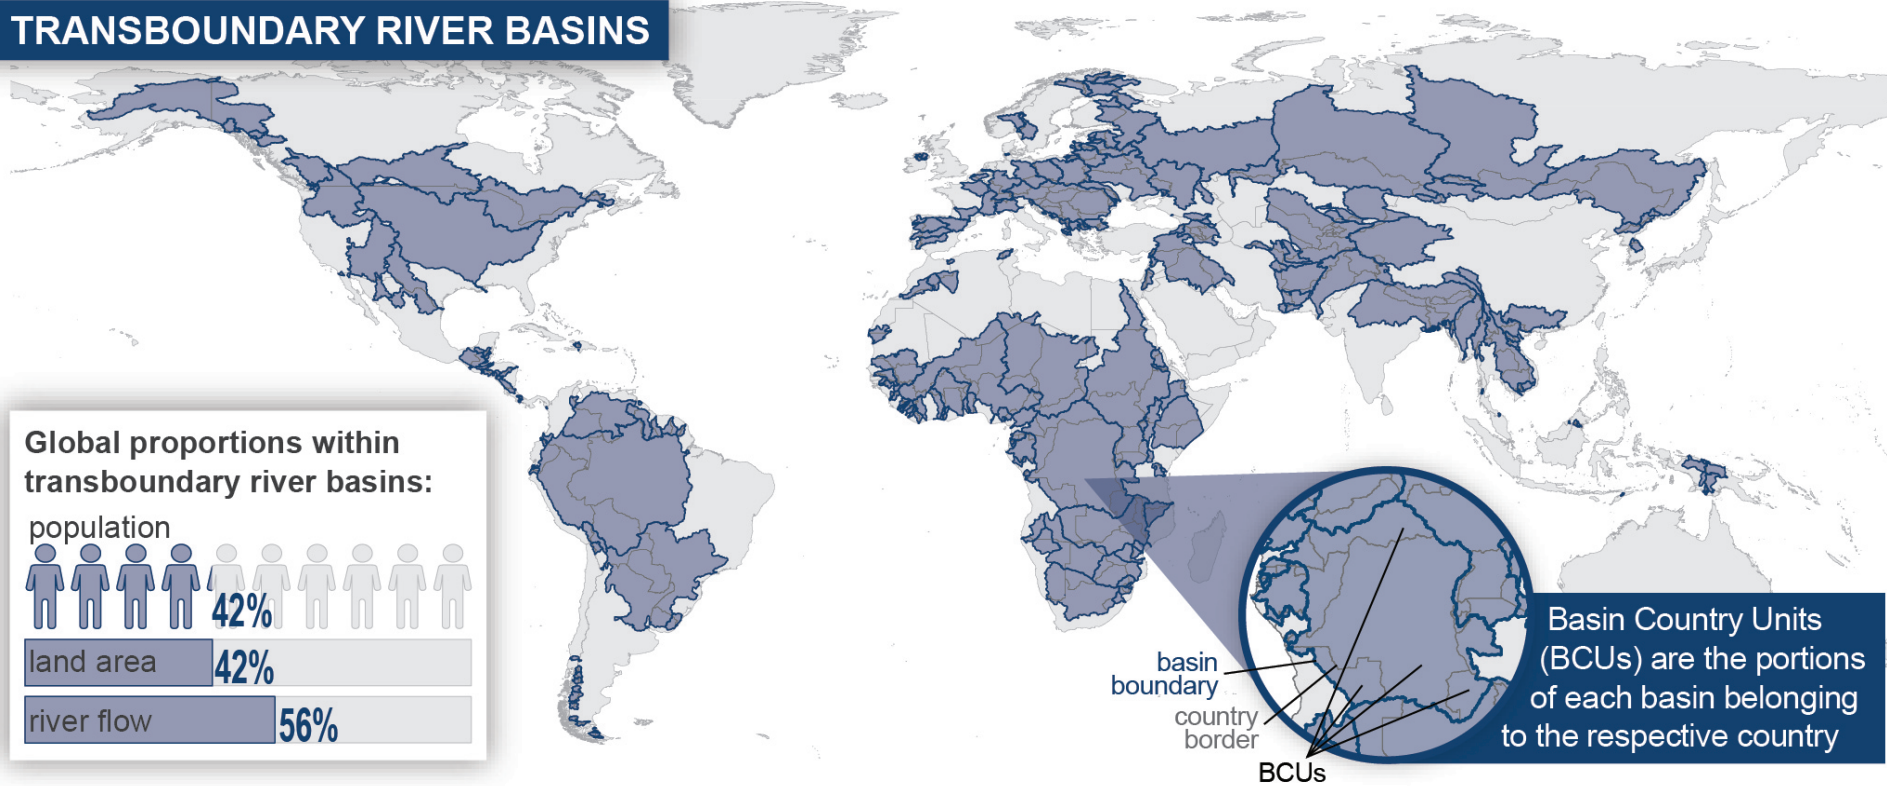 TRANSBOUNDARY RIVER BASINS
Global proportions within
transboundary river basins:
population
42%
land area
42%
river flow
56%
basin
boundary
country
border
BCUs
Basin Country Units
(BCUs) are the portions
of each basin belonging
to the respective country